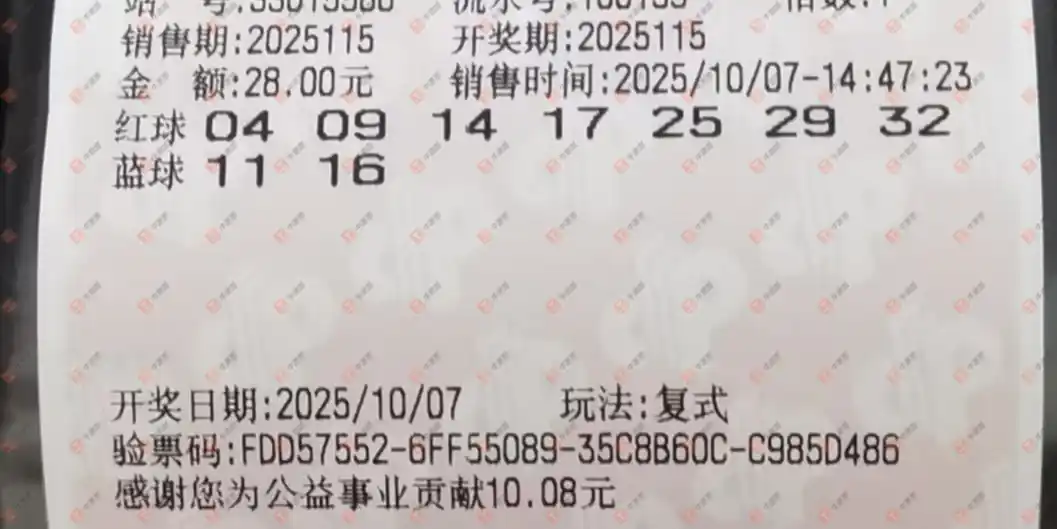 销售期:2025115 开奖期:2025115
金 额:28.00元 销售时间:2025/10/07-14:47:23
红球 04 09 14 17 25 29 32
蓝球 11 16
开奖日期:2025/10/07 玩法:复式
验票码:FDD57552-6FF55089-35C8B60C-C985D486
感谢您为公益事业贡献10.08元